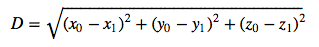 D = √((x₀ − x₁)² + (y₀ − y₁)² + (z₀ − z₁)²)